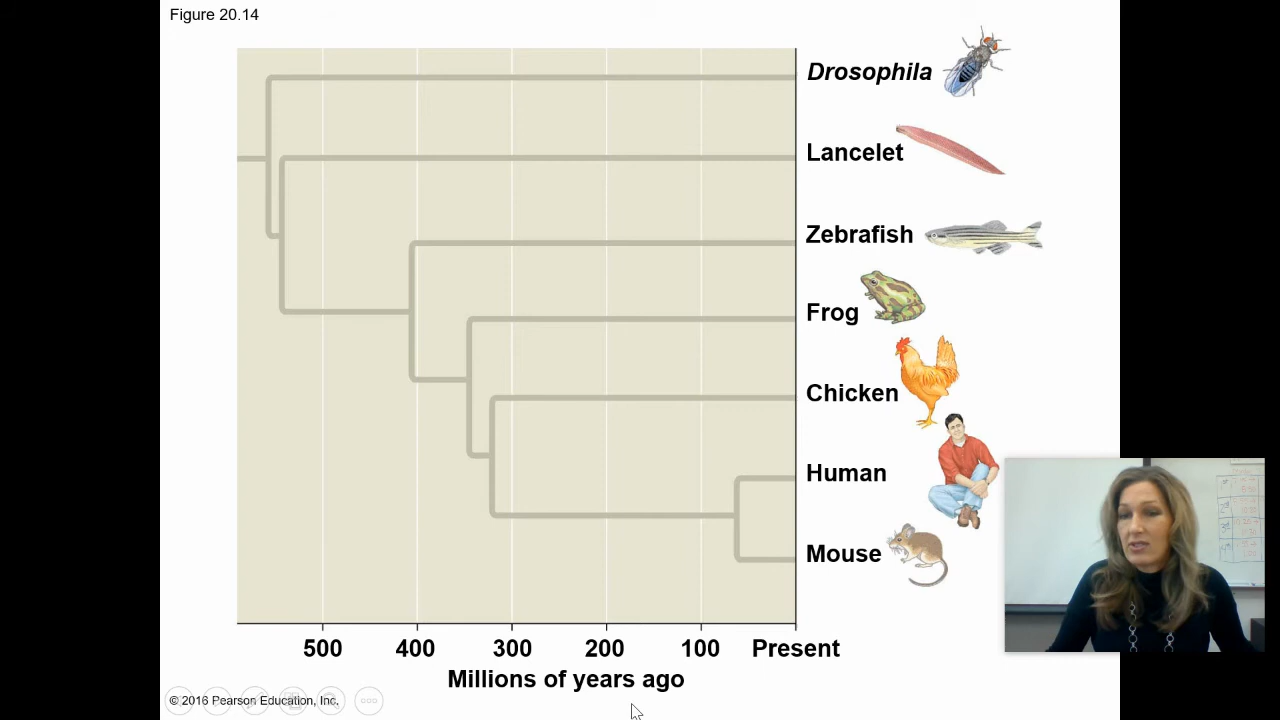 Figure 20.14
Drosophila
Lancelet
Zebrafish
Frog
Chicken
Human
Mouse
500 400 300 200 100 Present
Millions of years ago
© 2016 Pearson Education, Inc.